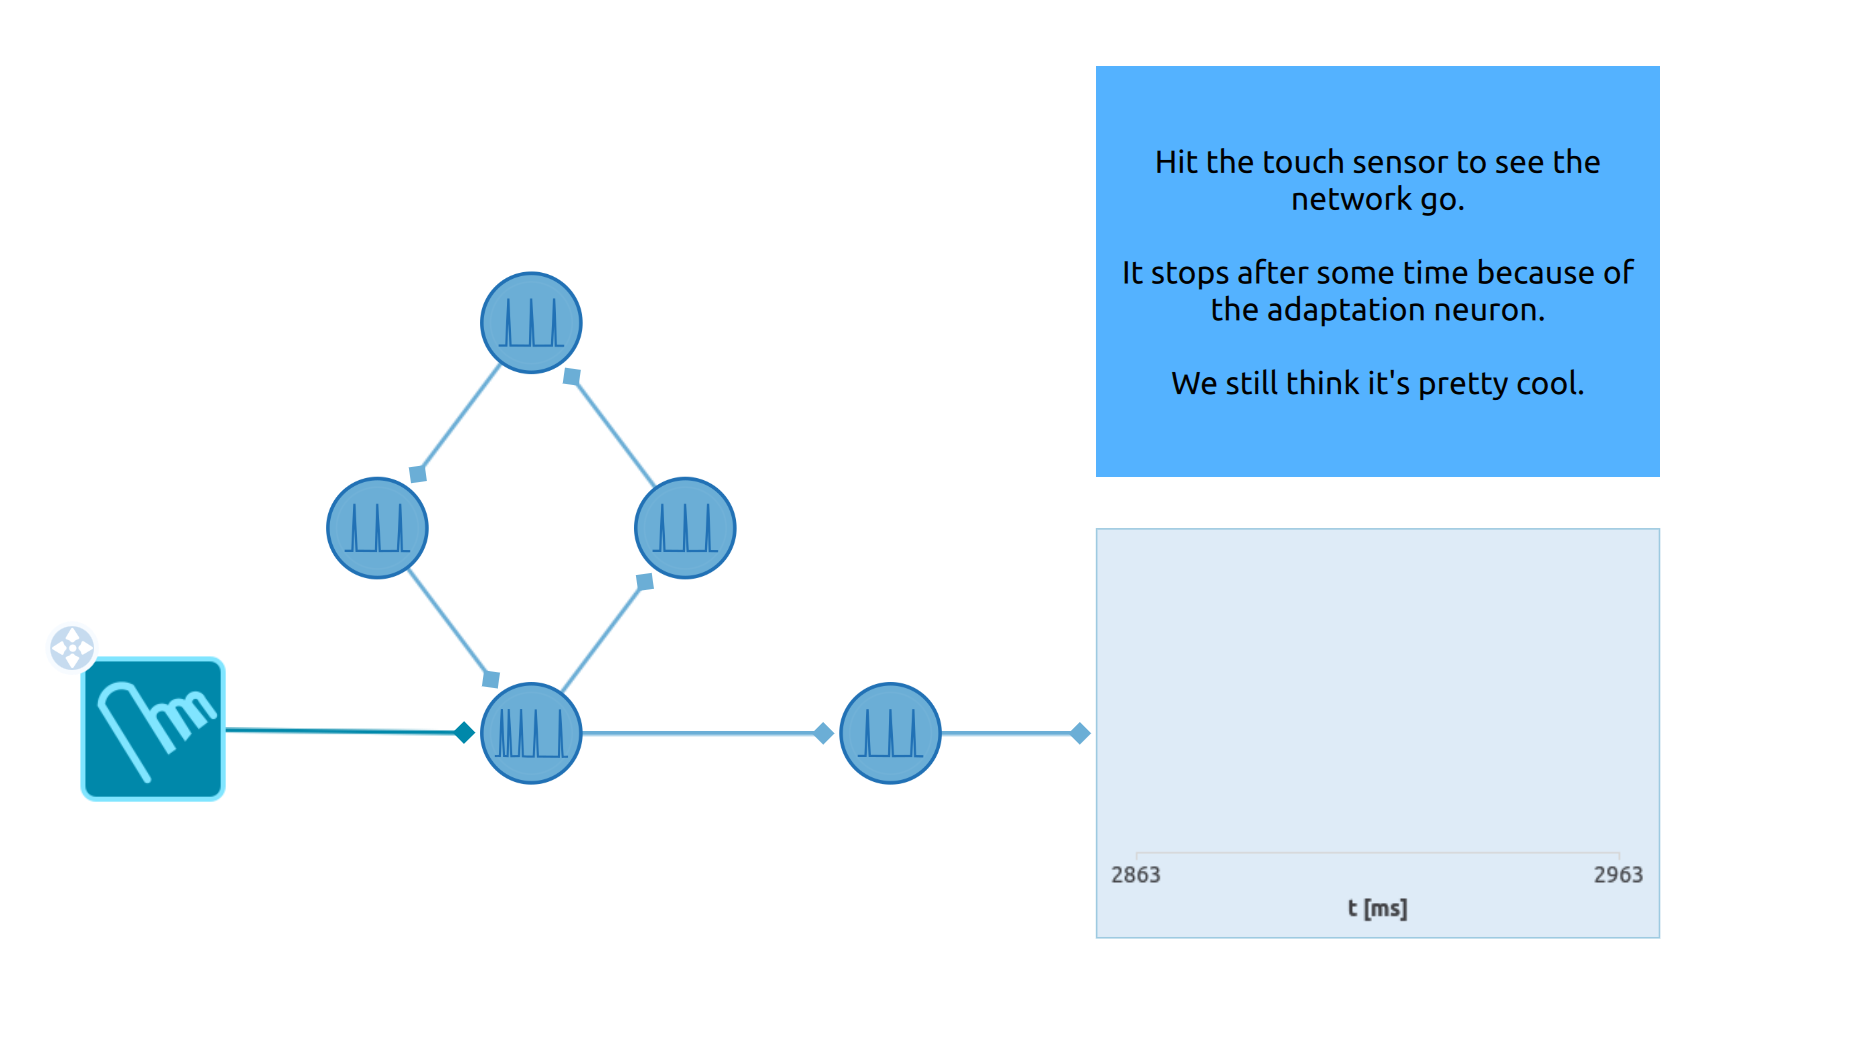 Hit the touch sensor to see the
network go.
It stops after some time because of
the adaptation neuron.
We still think it's pretty cool.
2863 2963
t [ms]